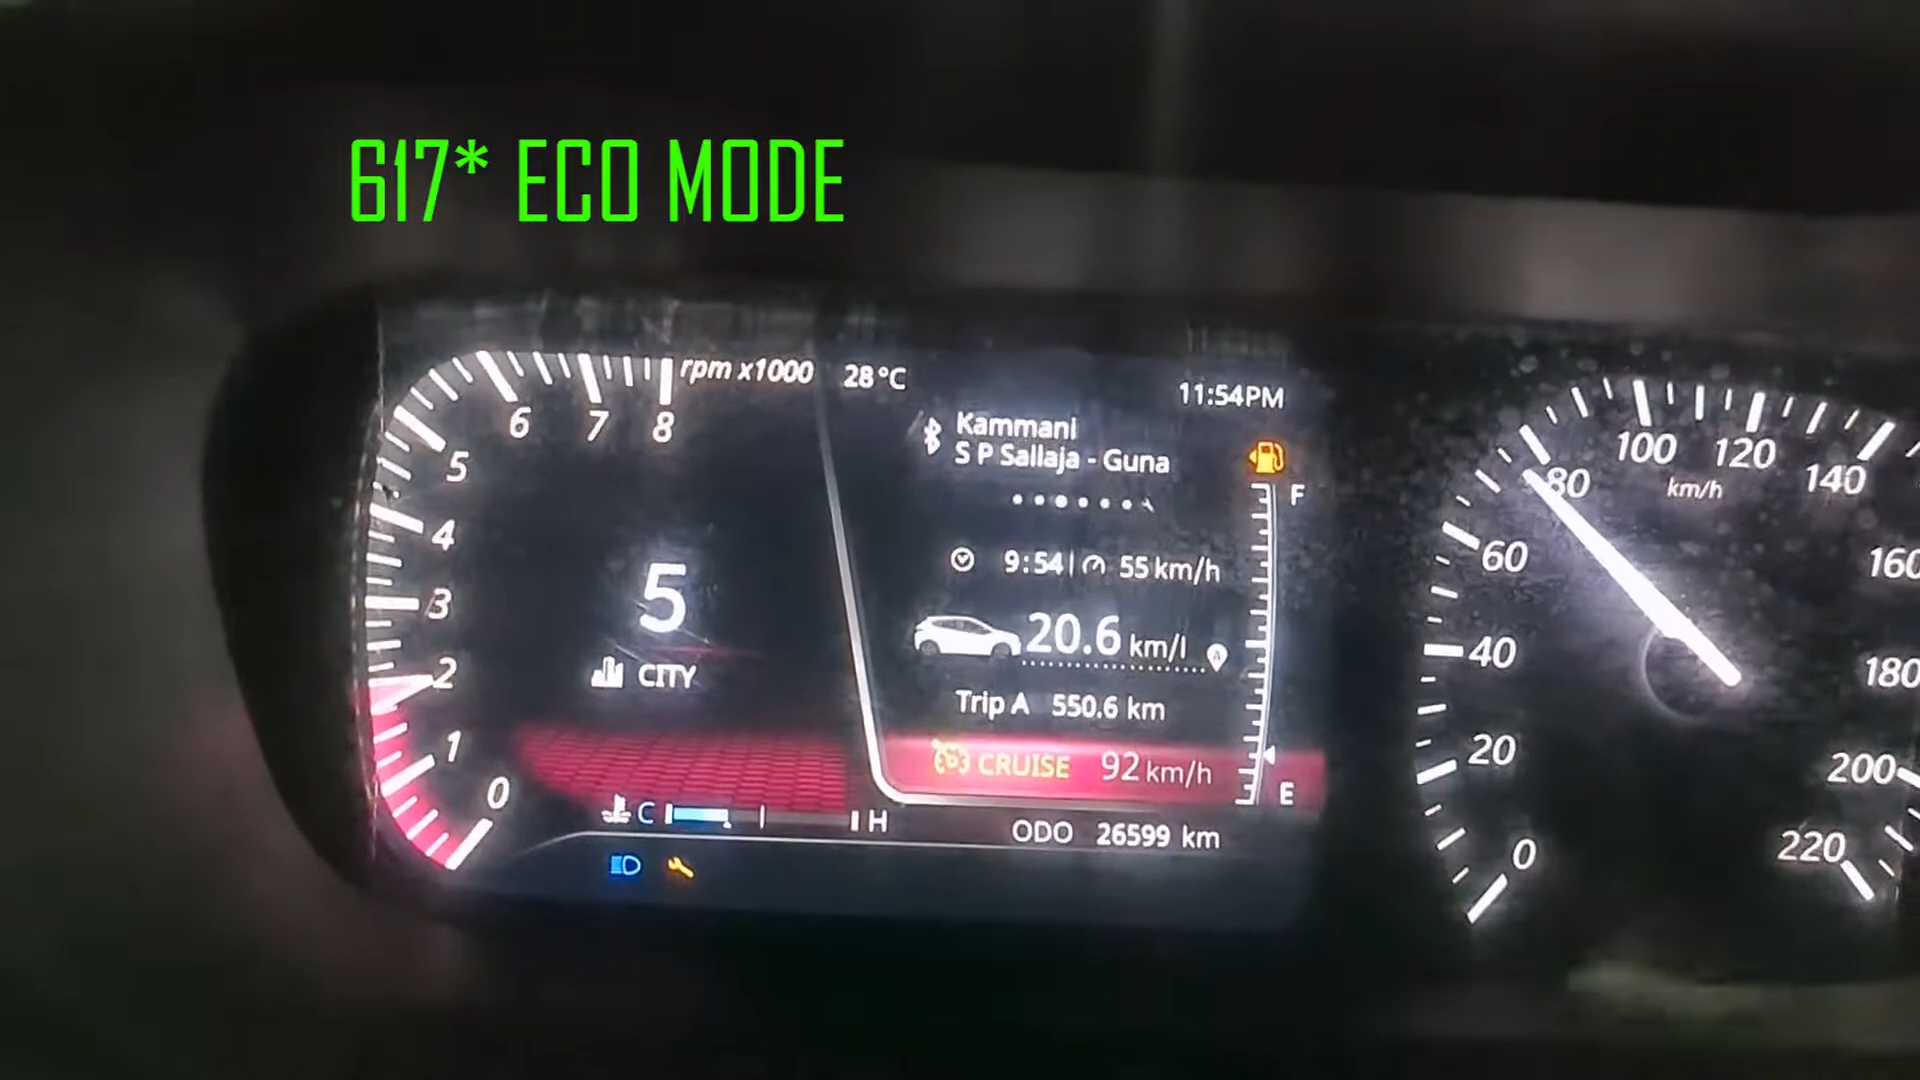 617* ECO MODE
rpm x1000
28°C
11:54PM
Kammani
S P Sallaja - Guna
F
9:54 | 55 km/h
20.6 km/l
Trip A 550.6 km
CRUISE 92 km/h
E
ODO 26599 km
5
CITY
C
H
0
1
2
3
4
5
6
7
8
0
20
40
60
80
100
120
140
160
180
200
220
km/h